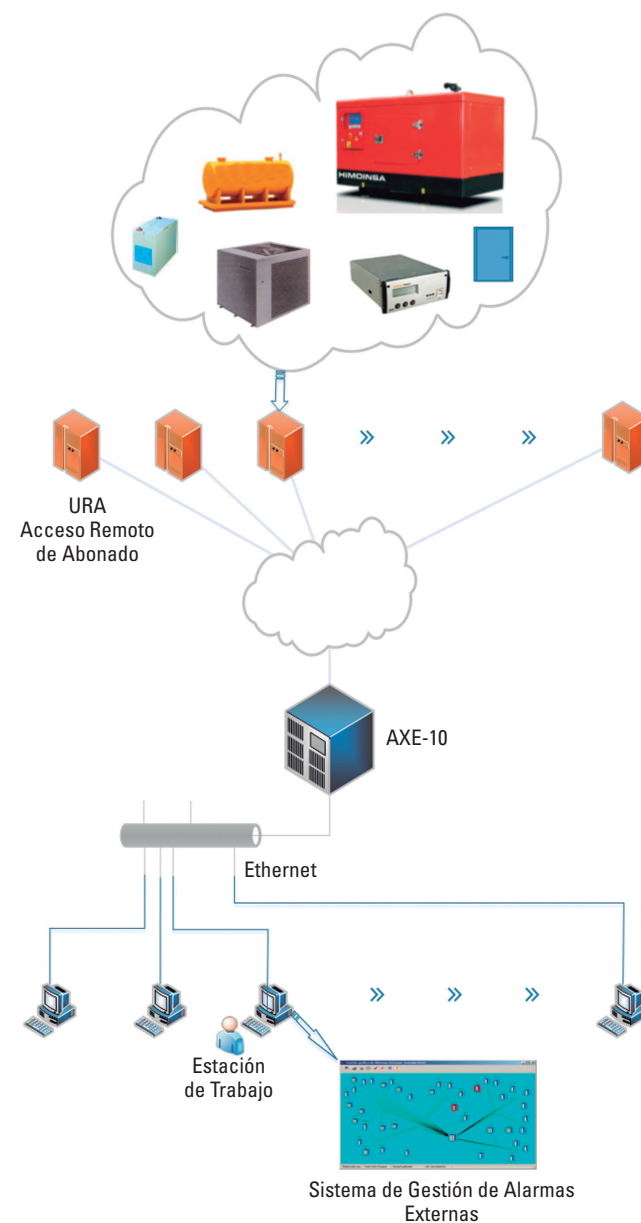 HIMOINSA
URA
Acceso Remoto
de Abonado
AXE-10
Ethernet
Estación
de Trabajo
Sistema de Gestión de Alarmas
Externas